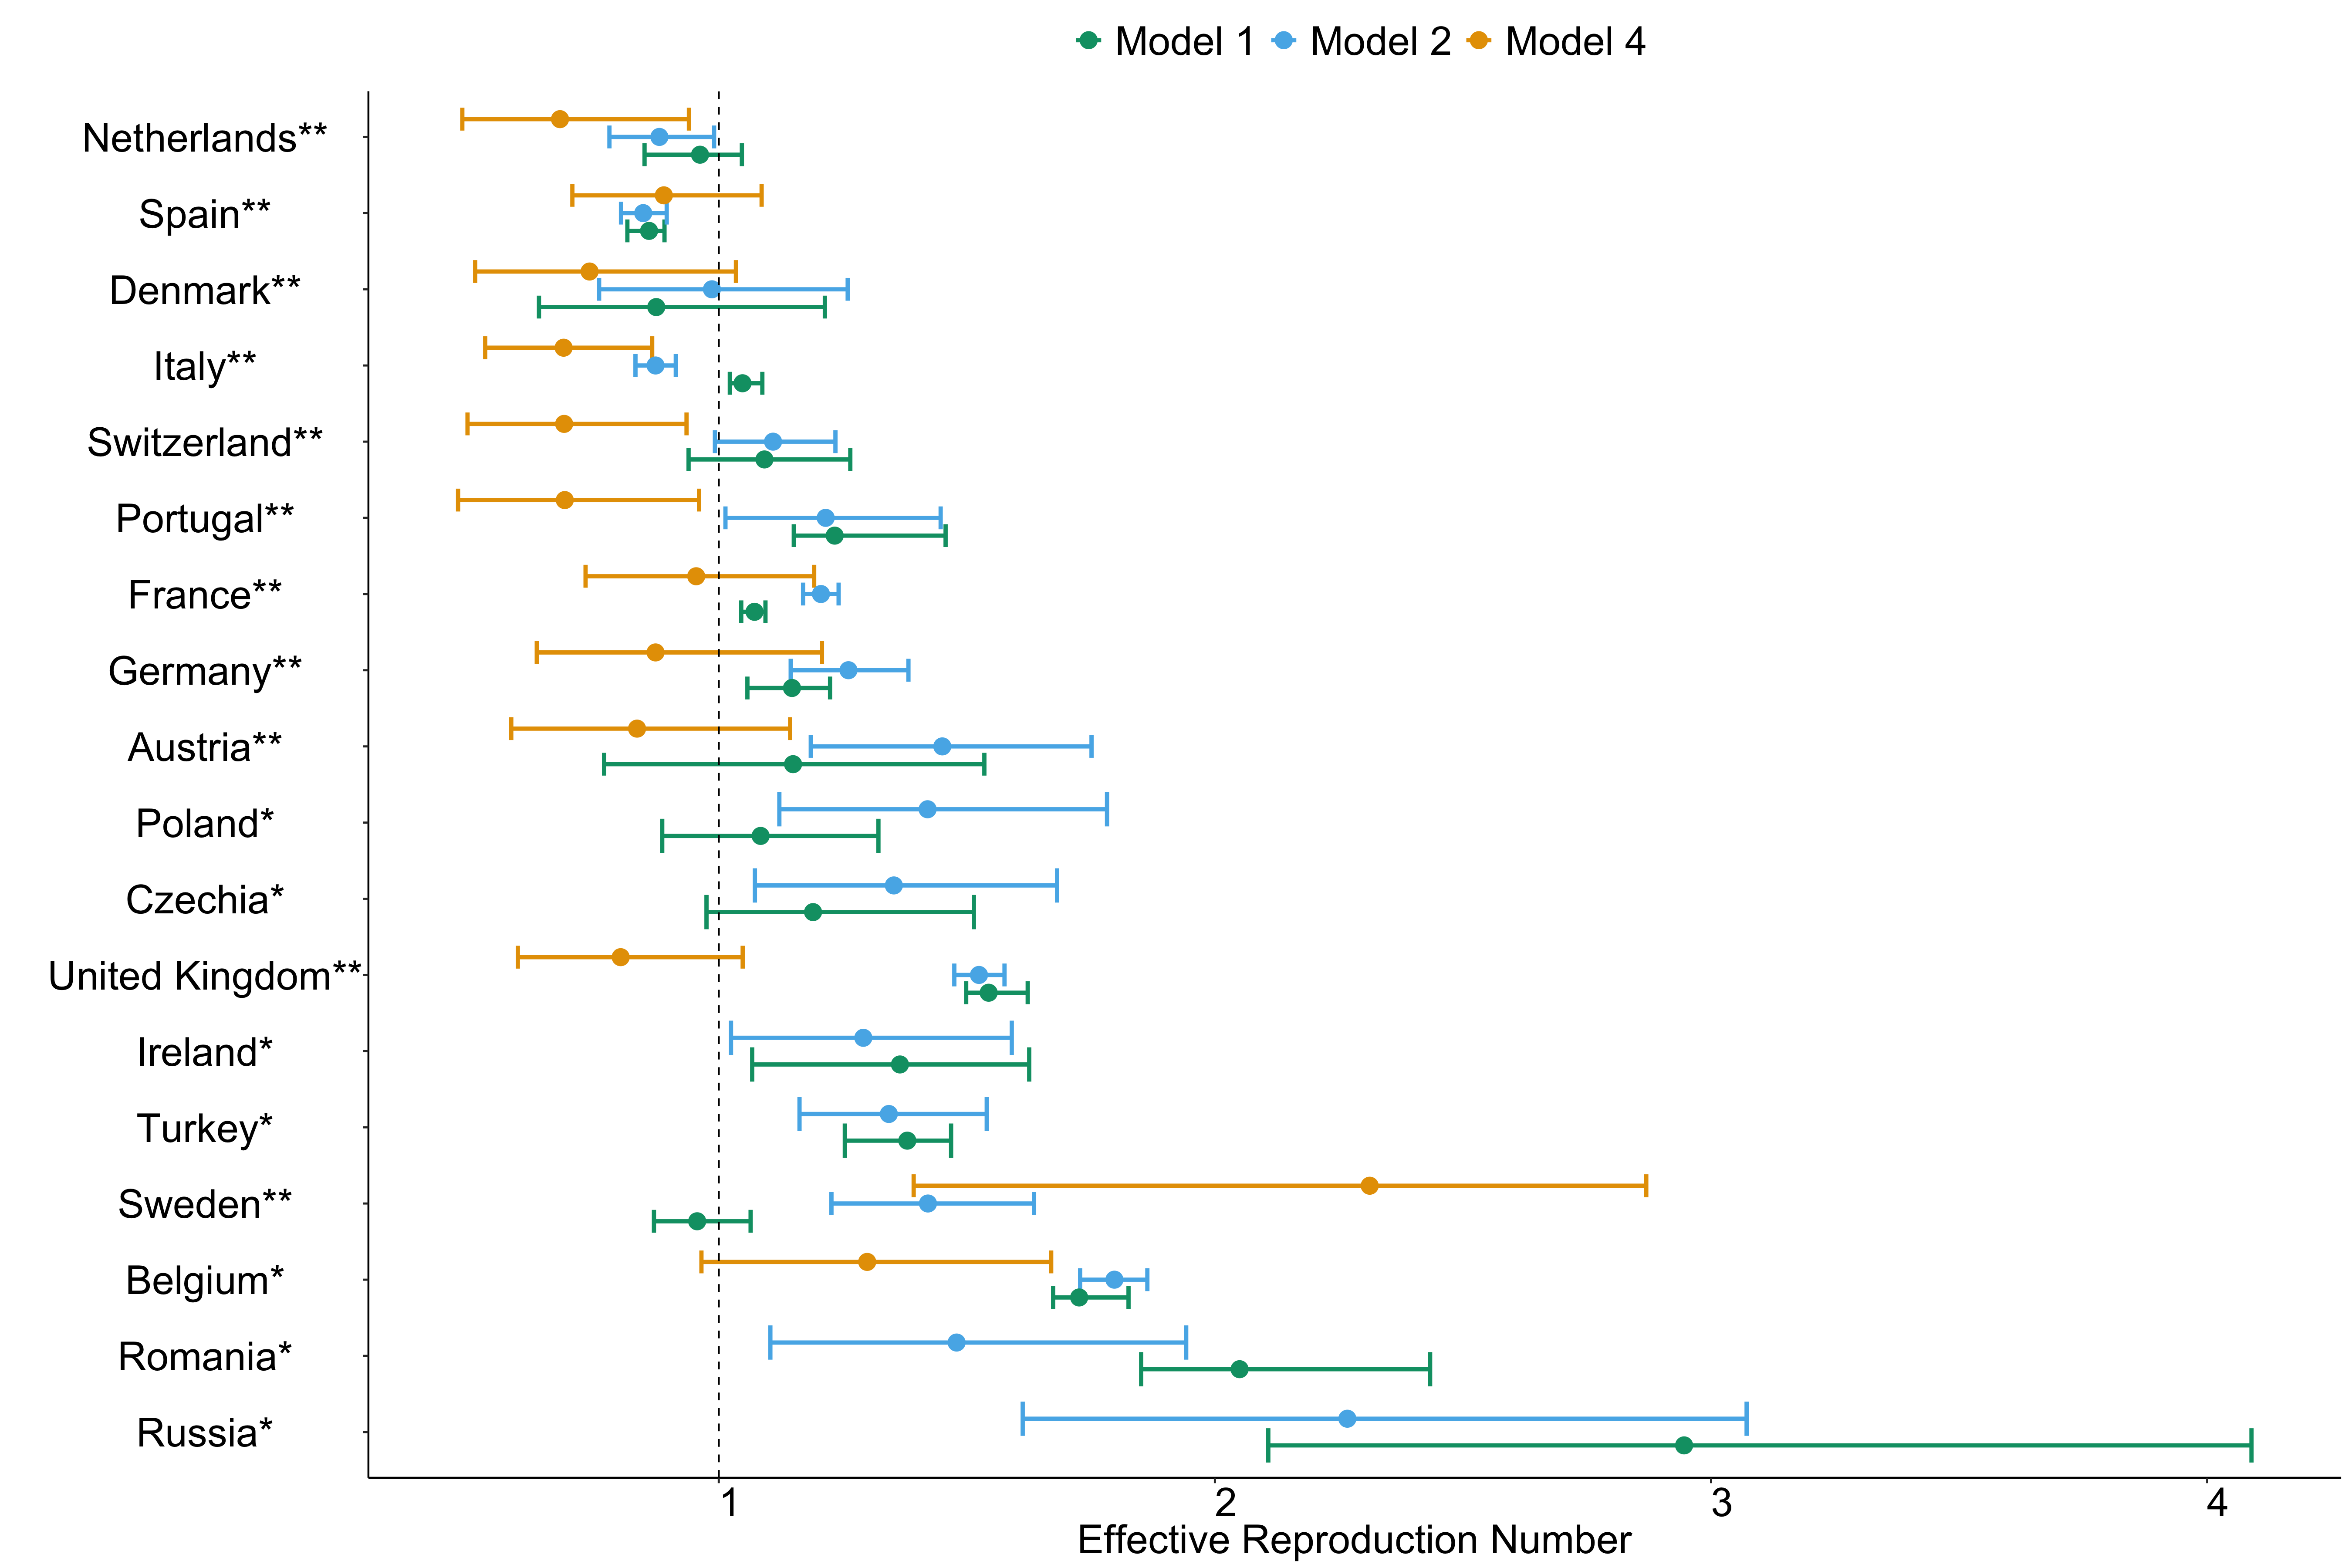 Model 1 Model 2 Model 4
Netherlands**
Spain**
Denmark**
Italy**
Switzerland**
Portugal**
France**
Germany**
Austria**
Poland*
Czechia*
United Kingdom**
Ireland*
Turkey*
Sweden**
Belgium*
Romania*
Russia*
1 2 3 4
Effective Reproduction Number